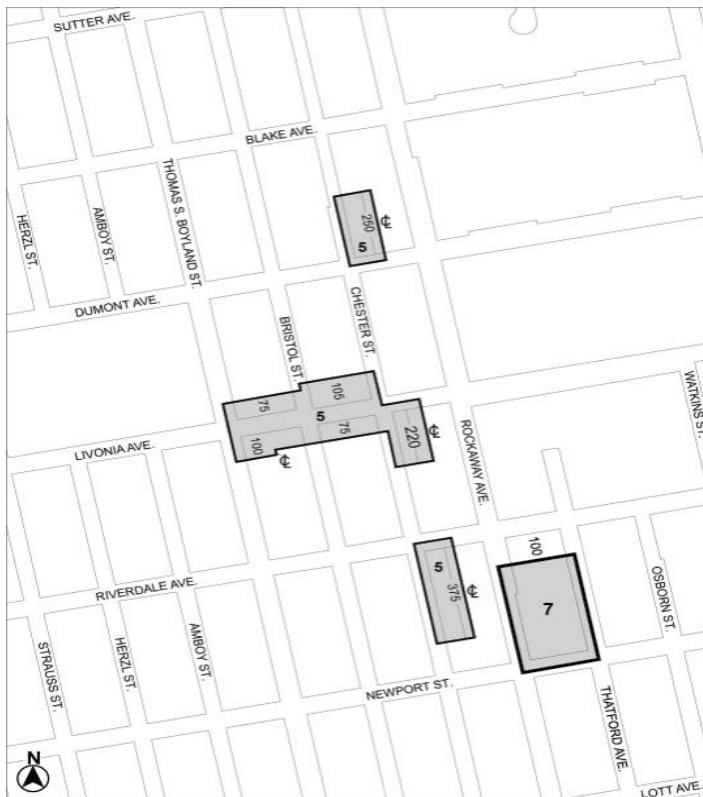 SUTTER AVE.
BLAKE AVE.
THOMAS S. BOYLAND ST.
HERZL ST.
AMBOY ST.
250
℄
5
DUMONT AVE.
BRISTOL ST.
CHESTER ST.
WATKINS ST.
75
105
5
100
75
220
℄
℄
LIVONIA AVE.
ROCKAWAY AVE.
RIVERDALE AVE.
5
375
℄
100
7
OSBORN ST.
STRAUSS ST.
HERZL ST.
AMBOY ST.
NEWPORT ST.
THATFORD AVE.
N
LOTT AVE.